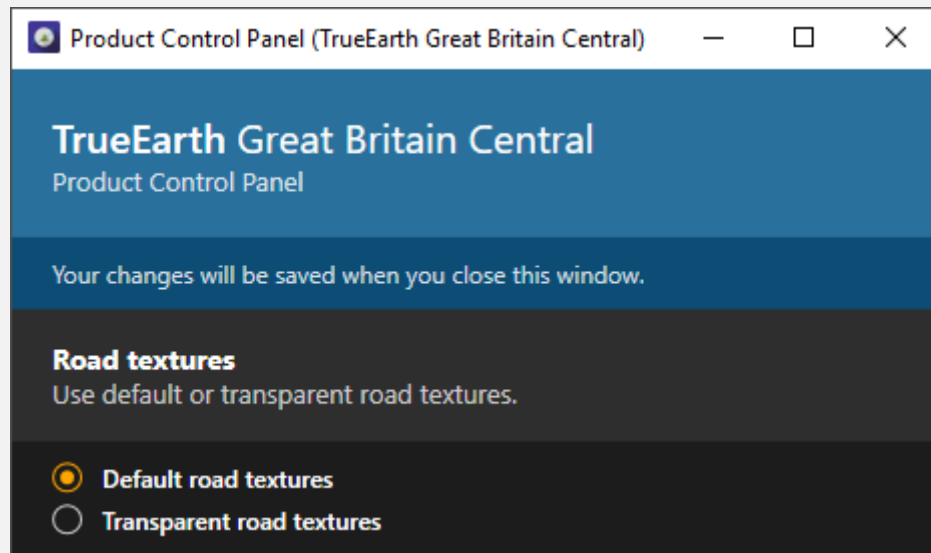 Product Control Panel (TrueEarth Great Britain Central)
TrueEarth Great Britain Central
Product Control Panel
Your changes will be saved when you close this window.
Road textures
Use default or transparent road textures.
Default road textures
Transparent road textures